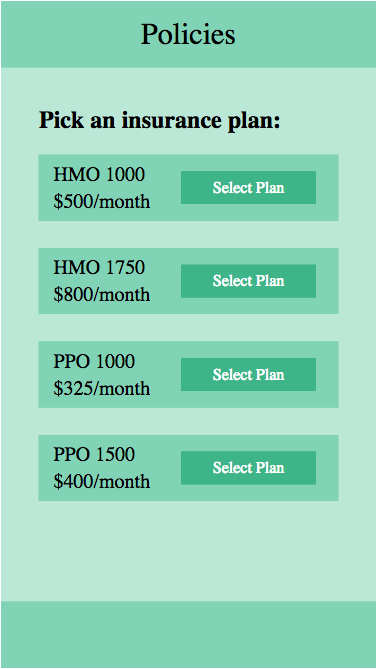 Policies
Pick an insurance plan:
HMO 1000
$500/month
Select Plan
HMO 1750
$800/month
Select Plan
PPO 1000
$325/month
Select Plan
PPO 1500
$400/month
Select Plan